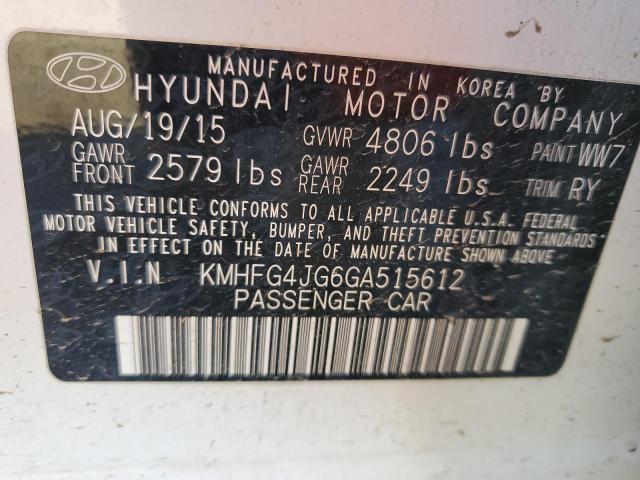 MANUFACTURED IN KOREA BY
HYUNDAI MOTOR COMPANY
AUG/19/15 GVWR 4806 lbs PAINT WW7
GAWR FRONT 2579 lbs GAWR REAR 2249 lbs TRIM RY
THIS VEHICLE CONFORMS TO ALL APPLICABLE U.S.A. FEDERAL
MOTOR VEHICLE SAFETY, BUMPER, AND THEFT PREVENTION STANDARDS
IN EFFECT ON THE DATE OF MANUFACTURE SHOWN ABOVE.
V.I.N KMHFG4JG6GA515612
PASSENGER CAR